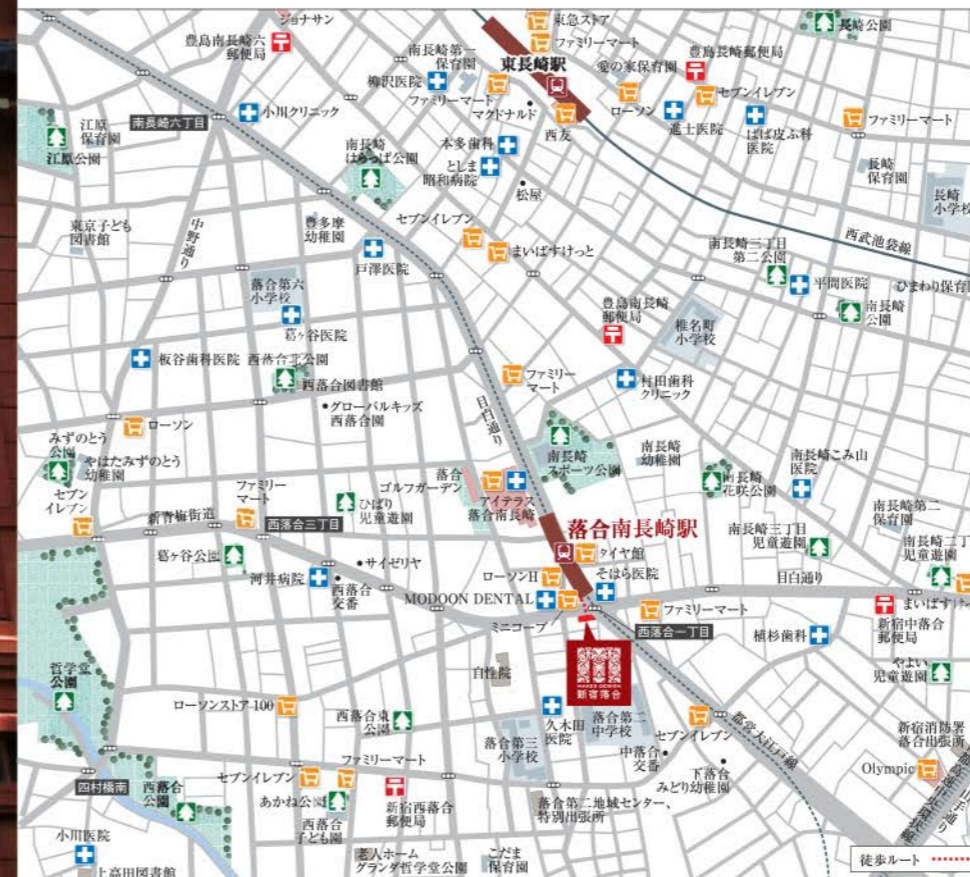 ジョナサン
豊島南長崎六
郵便局
東急ストア
ファミリーマート
長崎公園
南長崎第一
保育園
東長崎駅
愛の家保育園
豊島長崎郵便局
柳沢医院
ファミリーマート
マクドナルド
西友
ローソン
セブンイレブン
進士医院
ばば皮ふ科
医院
ファミリーマート
江原
保育園
江原公園
南長崎六丁目
小川クリニック
本多歯科
としま
昭和病院
南長崎
はらっぱ公園
松屋
長崎
保育園
長崎
小学校
東京子ども
図書館
中野通り
豊多摩
幼稚園
セブンイレブン
まいばすけっと
戸澤医院
西武池袋線
南長崎三丁目
第二公園
平間医院
ひまわり保育園
南長崎
公園
落合第六
小学校
葛ヶ谷医院
豊島南長崎
郵便局
椎名町
小学校
板谷歯科医院
西落合北公園
西落合図書館
ファミリー
マート
村田歯科
クリニック
グローバルキッズ
西落合園
目白通り
ローソン
みずのとう
公園
やはたみずのとう
幼稚園
セブン
イレブン
ファミリー
マート
新青梅街道
西落合三丁目
ひばり
児童遊園
落合
ゴルフガーデン
アイテラス
落合南長崎
南長崎
スポーツ公園
南長崎
幼稚園
南長崎
花咲公園
南長崎こみ山
医院
南長崎第二
保育園
落合南長崎駅
南長崎三丁目
児童遊園
南長崎二丁
児童遊園
タイヤ館
葛ヶ谷公園
河井病院
サイゼリヤ
西落合
交番
ローソンH
そはら医院
MODOON DENTAL
ミニコープ
目白通り
ファミリーマート
西落合一丁目
まいばすけ
新宿中落合
郵便局
植杉歯科
やよい
児童遊園
哲学堂
公園
自性院
MAXES DESIGN
新宿落合
ローソンストア100
西落合東
公園
久木田
医院
落合第二
中学校
落合第三
小学校
セブンイレブン
中落合
交番
都営大江戸線
下落合
みどり幼稚園
新宿消防署
落合出張所
Olympic
山手通り
四村橋南
西落合
公園
セブンイレブン
ファミリーマート
あかね公園
西落合
子ども園
新宿西落合
郵便局
落合第二地域センター、
特別出張所
小川医院
上高田図書館
老人ホーム
グランダ哲学堂公園
こだま
保育園
徒歩ルート